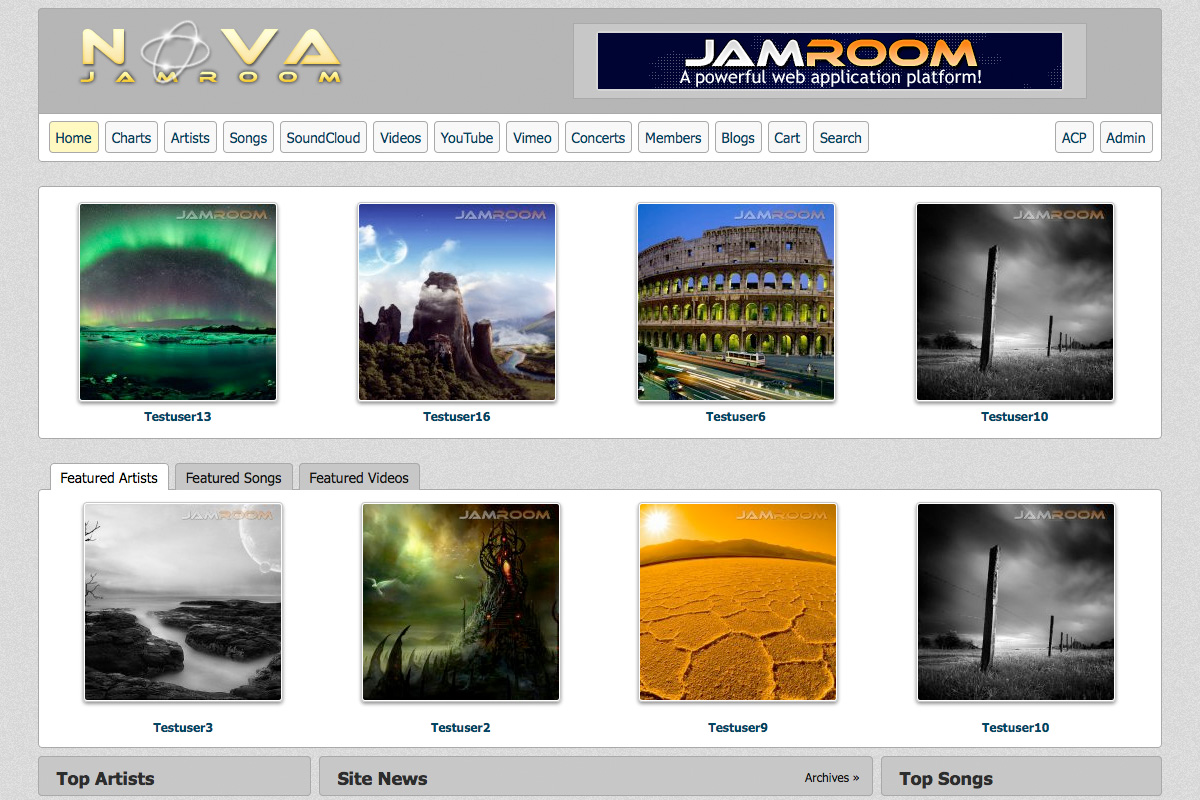 NOVA
JAMROOM
JAMROOM
A powerful web application platform!
Home Charts Artists Songs SoundCloud Videos YouTube Vimeo Concerts Members Blogs Cart Search ACP Admin
JAMROOM JAMROOM JAMROOM JAMROOM
Testuser13 Testuser16 Testuser6 Testuser10
Featured Artists Featured Songs Featured Videos
JAMROOM JAMROOM JAMROOM JAMROOM
Testuser3 Testuser2 Testuser9 Testuser10
Top Artists Site News Archives » Top Songs